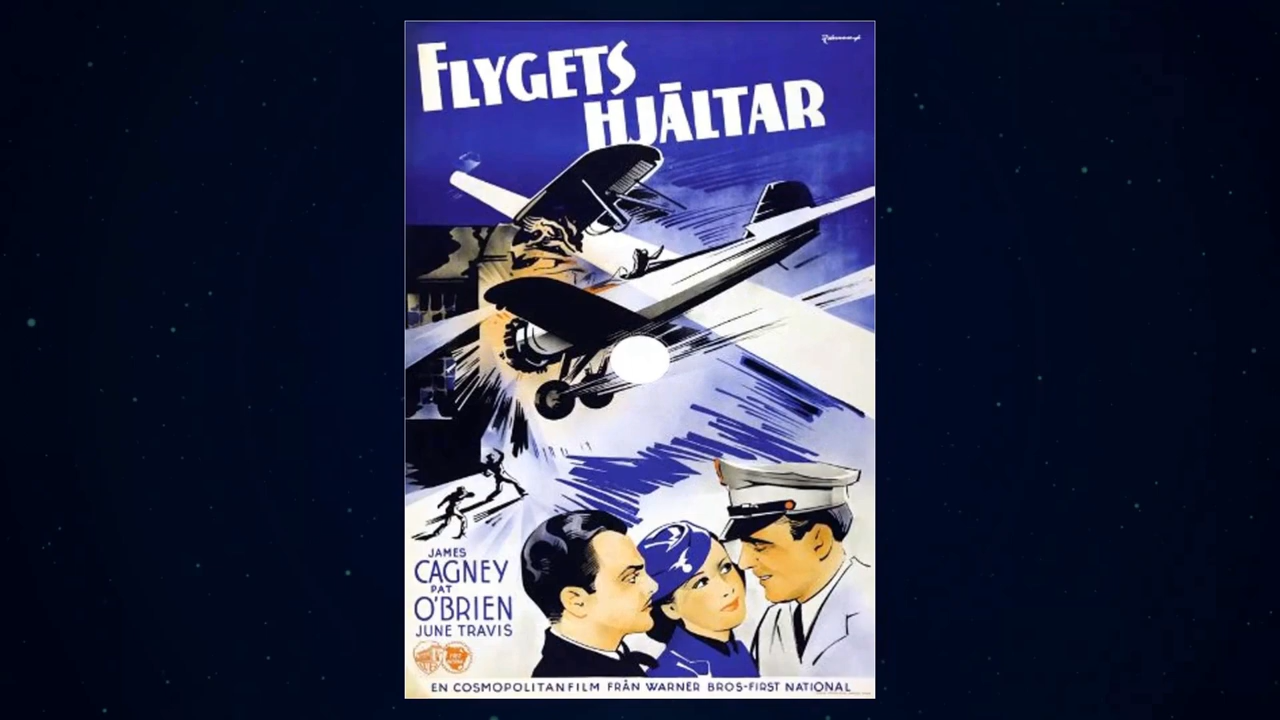 FLYGETS
HJÄLTAR
JAMES
CAGNEY
PAT
O'BRIEN
JUNE TRAVIS
EN COSMOPOLITANFILM FRÅN WARNER BROS-FIRST NATIONAL